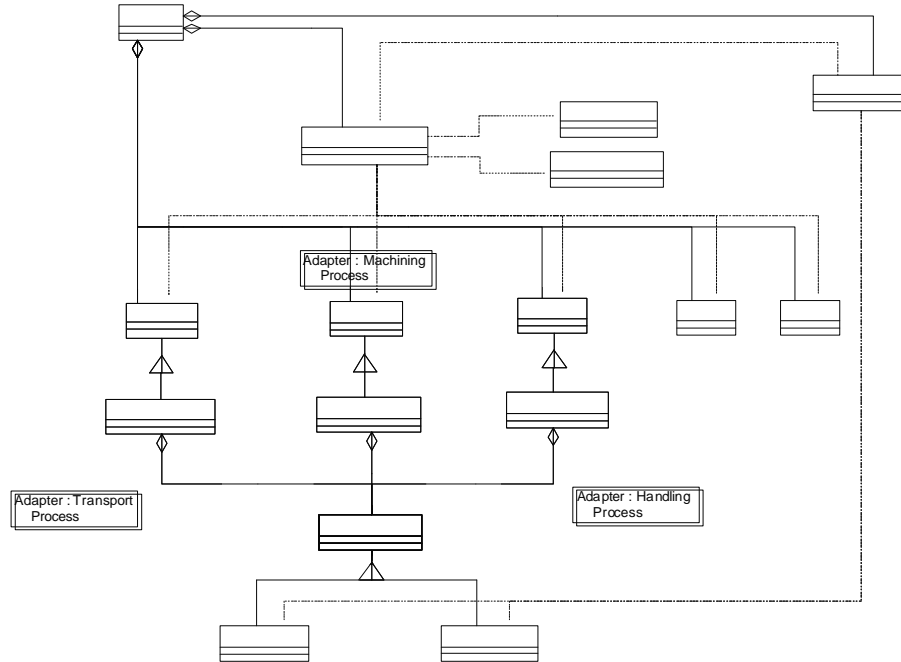 Adapter : Machining
Process
Adapter : Transport
Process
Adapter : Handling
Process